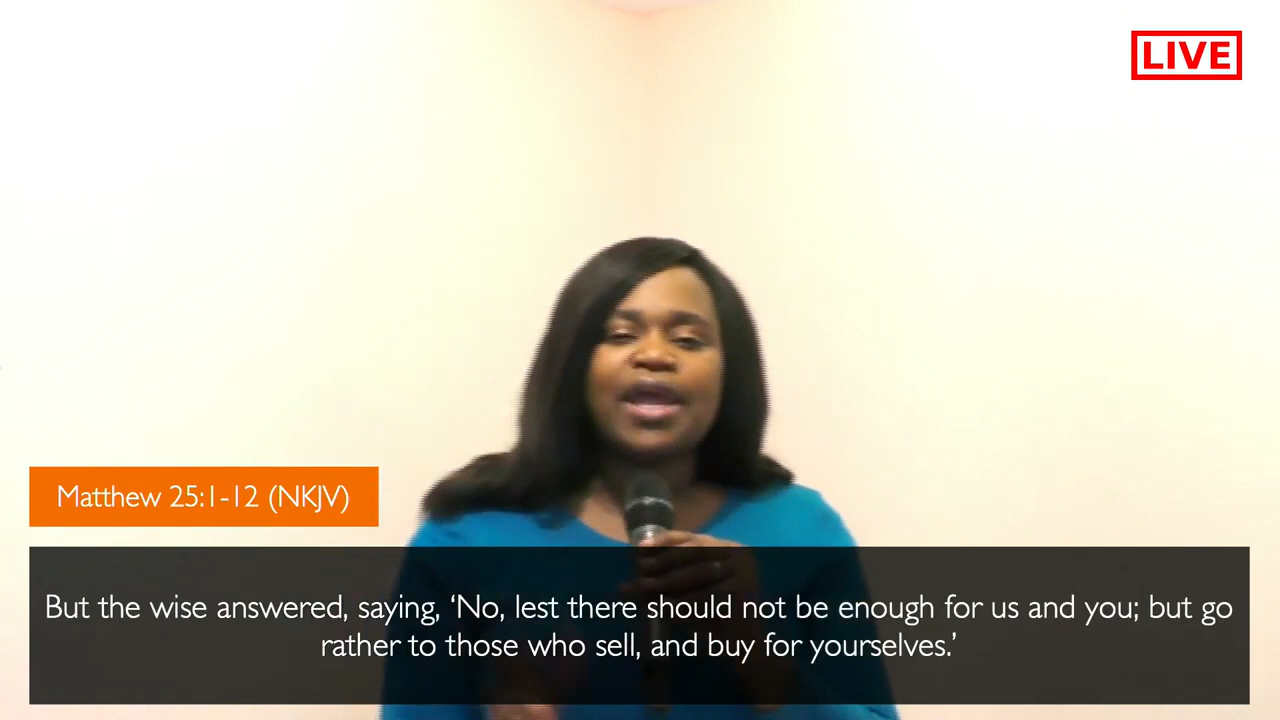 LIVE
Matthew 25:1-12 (NKJV)
But the wise answered, saying, ‘No, lest there should not be enough for us and you; but go
rather to those who sell, and buy for yourselves.’